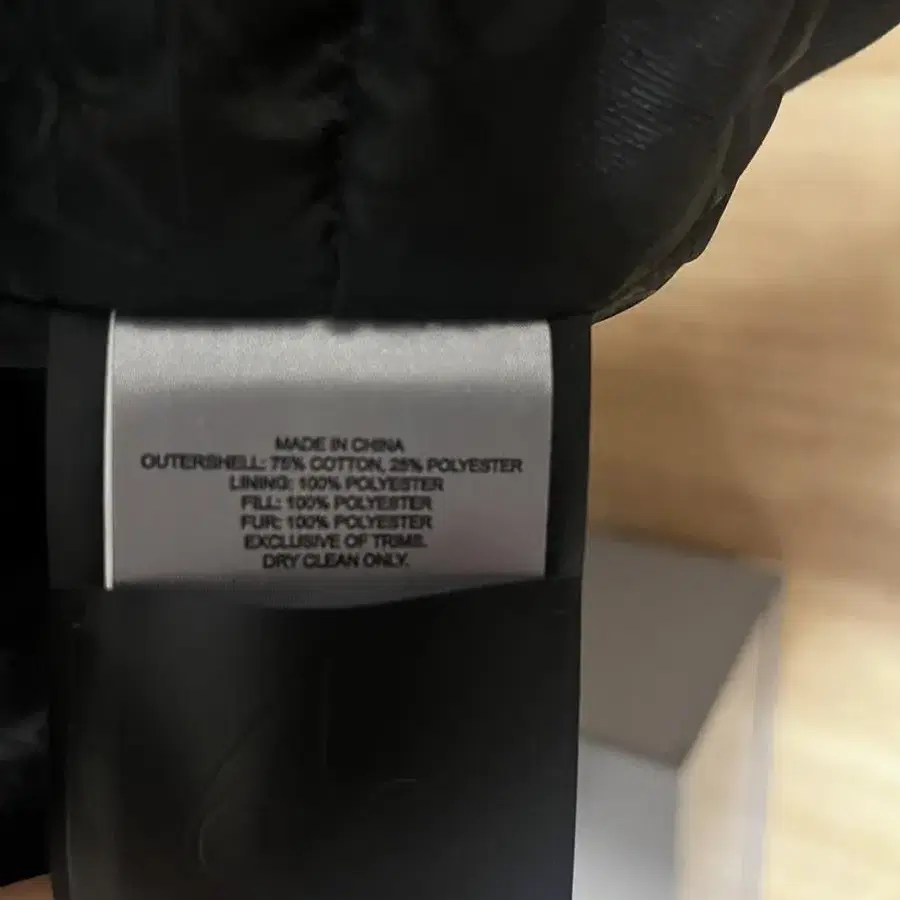 MADE IN CHINA
OUTERSHELL: 75% COTTON, 25% POLYESTER
LINING: 100% POLYESTER
FILL: 100% POLYESTER
FUR: 100% POLYESTER
EXCLUSIVE OF TRIMS.
DRY CLEAN ONLY.